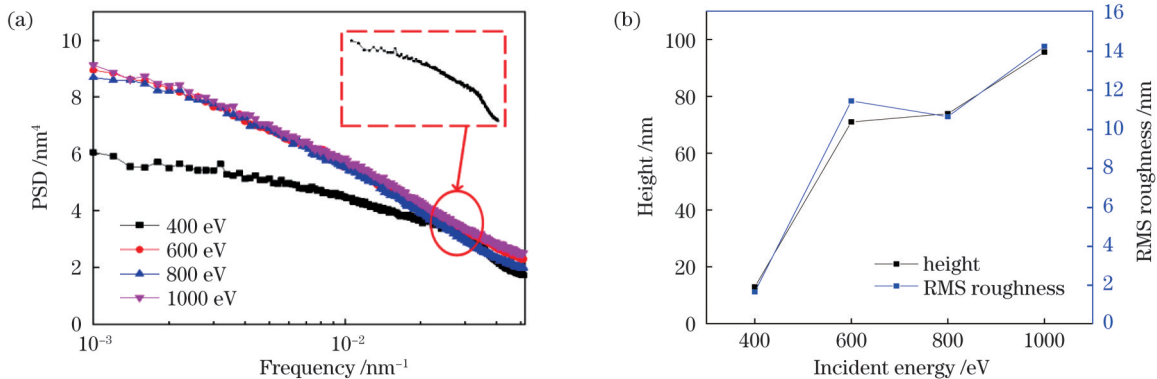 (a)
10
8
6
4
2
0
PSD /nm⁴
400 eV
600 eV
800 eV
1000 eV
10⁻³
10⁻²
Frequency /nm⁻¹
(b)
100
80
60
40
20
0
Height /nm
16
14
12
10
8
6
4
2
0
RMS roughness /nm
height
RMS roughness
400
600
800
1000
Incident energy /eV